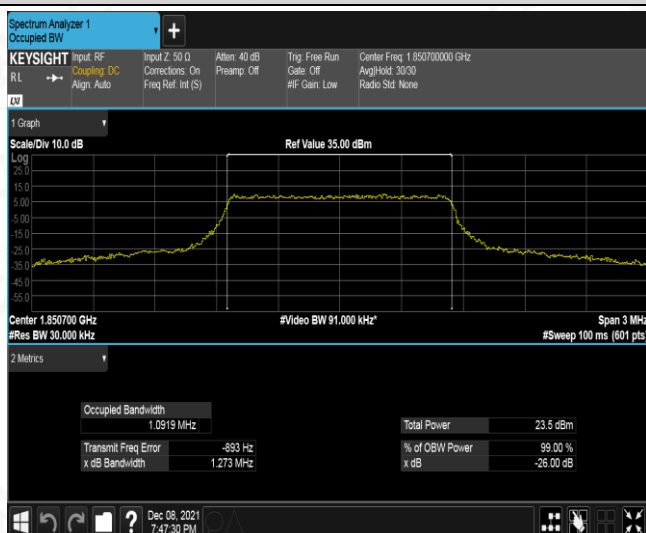 Spectrum Analyzer 1
Occupied BW
KEYSIGHT
RL
LXI
Input: RF
Coupling: DC
Align: Auto
Input Z: 50 Ω
Corrections: On
Freq Ref: Int (S)
Atten: 40 dB
Preamp: Off
Trig: Free Run
Gate: Off
#IF Gain: Low
Center Freq: 1.850700000 GHz
Avg|Hold: 30/30
Radio Std: None
1 Graph
Scale/Div 10.0 dB
Ref Value 35.00 dBm
Log
25.0
15.0
5.00
-5.00
-15.0
-25.0
-35.0
-45.0
-55.0
Center 1.850700 GHz
#Video BW 91.000 kHz*
Span 3 MHz
#Res BW 30.000 kHz
#Sweep 100 ms (601 pts)
2 Metrics
Occupied Bandwidth
1.0919 MHz
Transmit Freq Error -893 Hz
x dB Bandwidth 1.273 MHz
Total Power 23.5 dBm
% of OBW Power 99.00 %
x dB -26.00 dB
?
Dec 08, 2021
7:47:30 PM